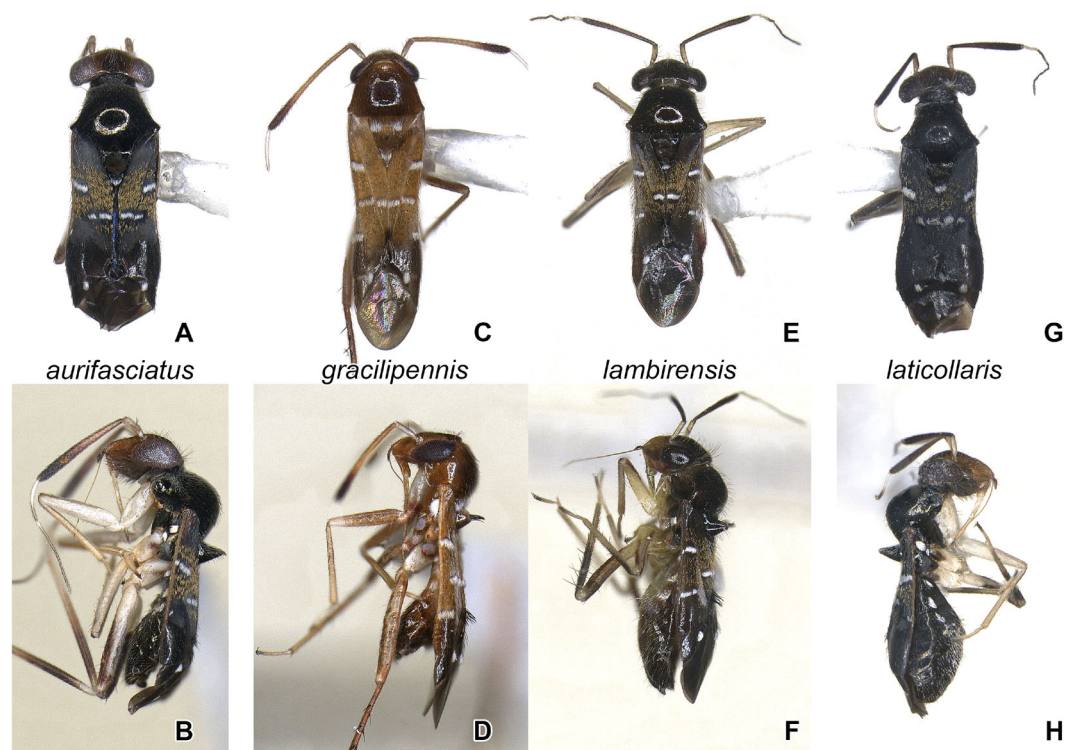 A
C
E
G
aurifasciatus
gracilipennis
lambirensis
laticollaris
B
D
F
H